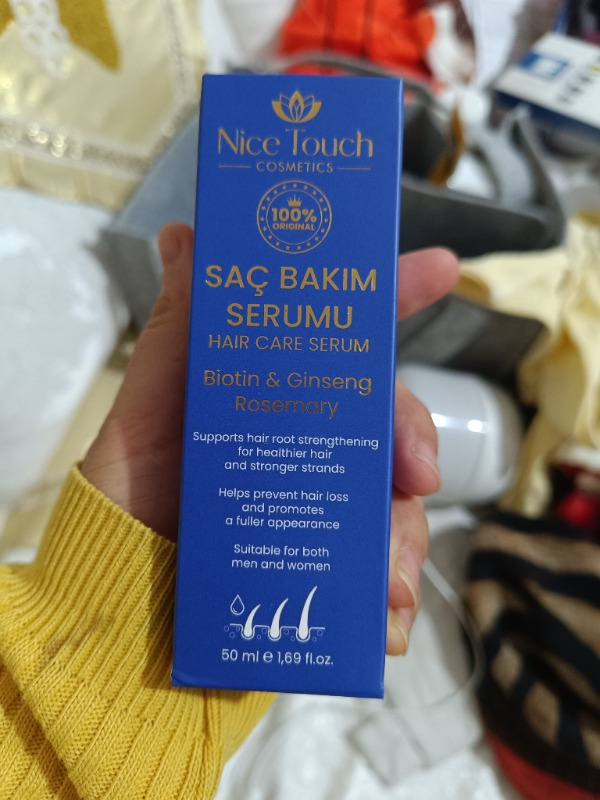 Nice Touch
COSMETICS
100%
ORIGINAL
SAÇ BAKIM
SERUMU
HAIR CARE SERUM
Biotin & Ginseng
Rosemary
Supports hair root strengthening
for healthier hair
and stronger strands
Helps prevent hair loss
and promotes
a fuller appearance
Suitable for both
men and women
50 ml ℮ 1,69 fl.oz.